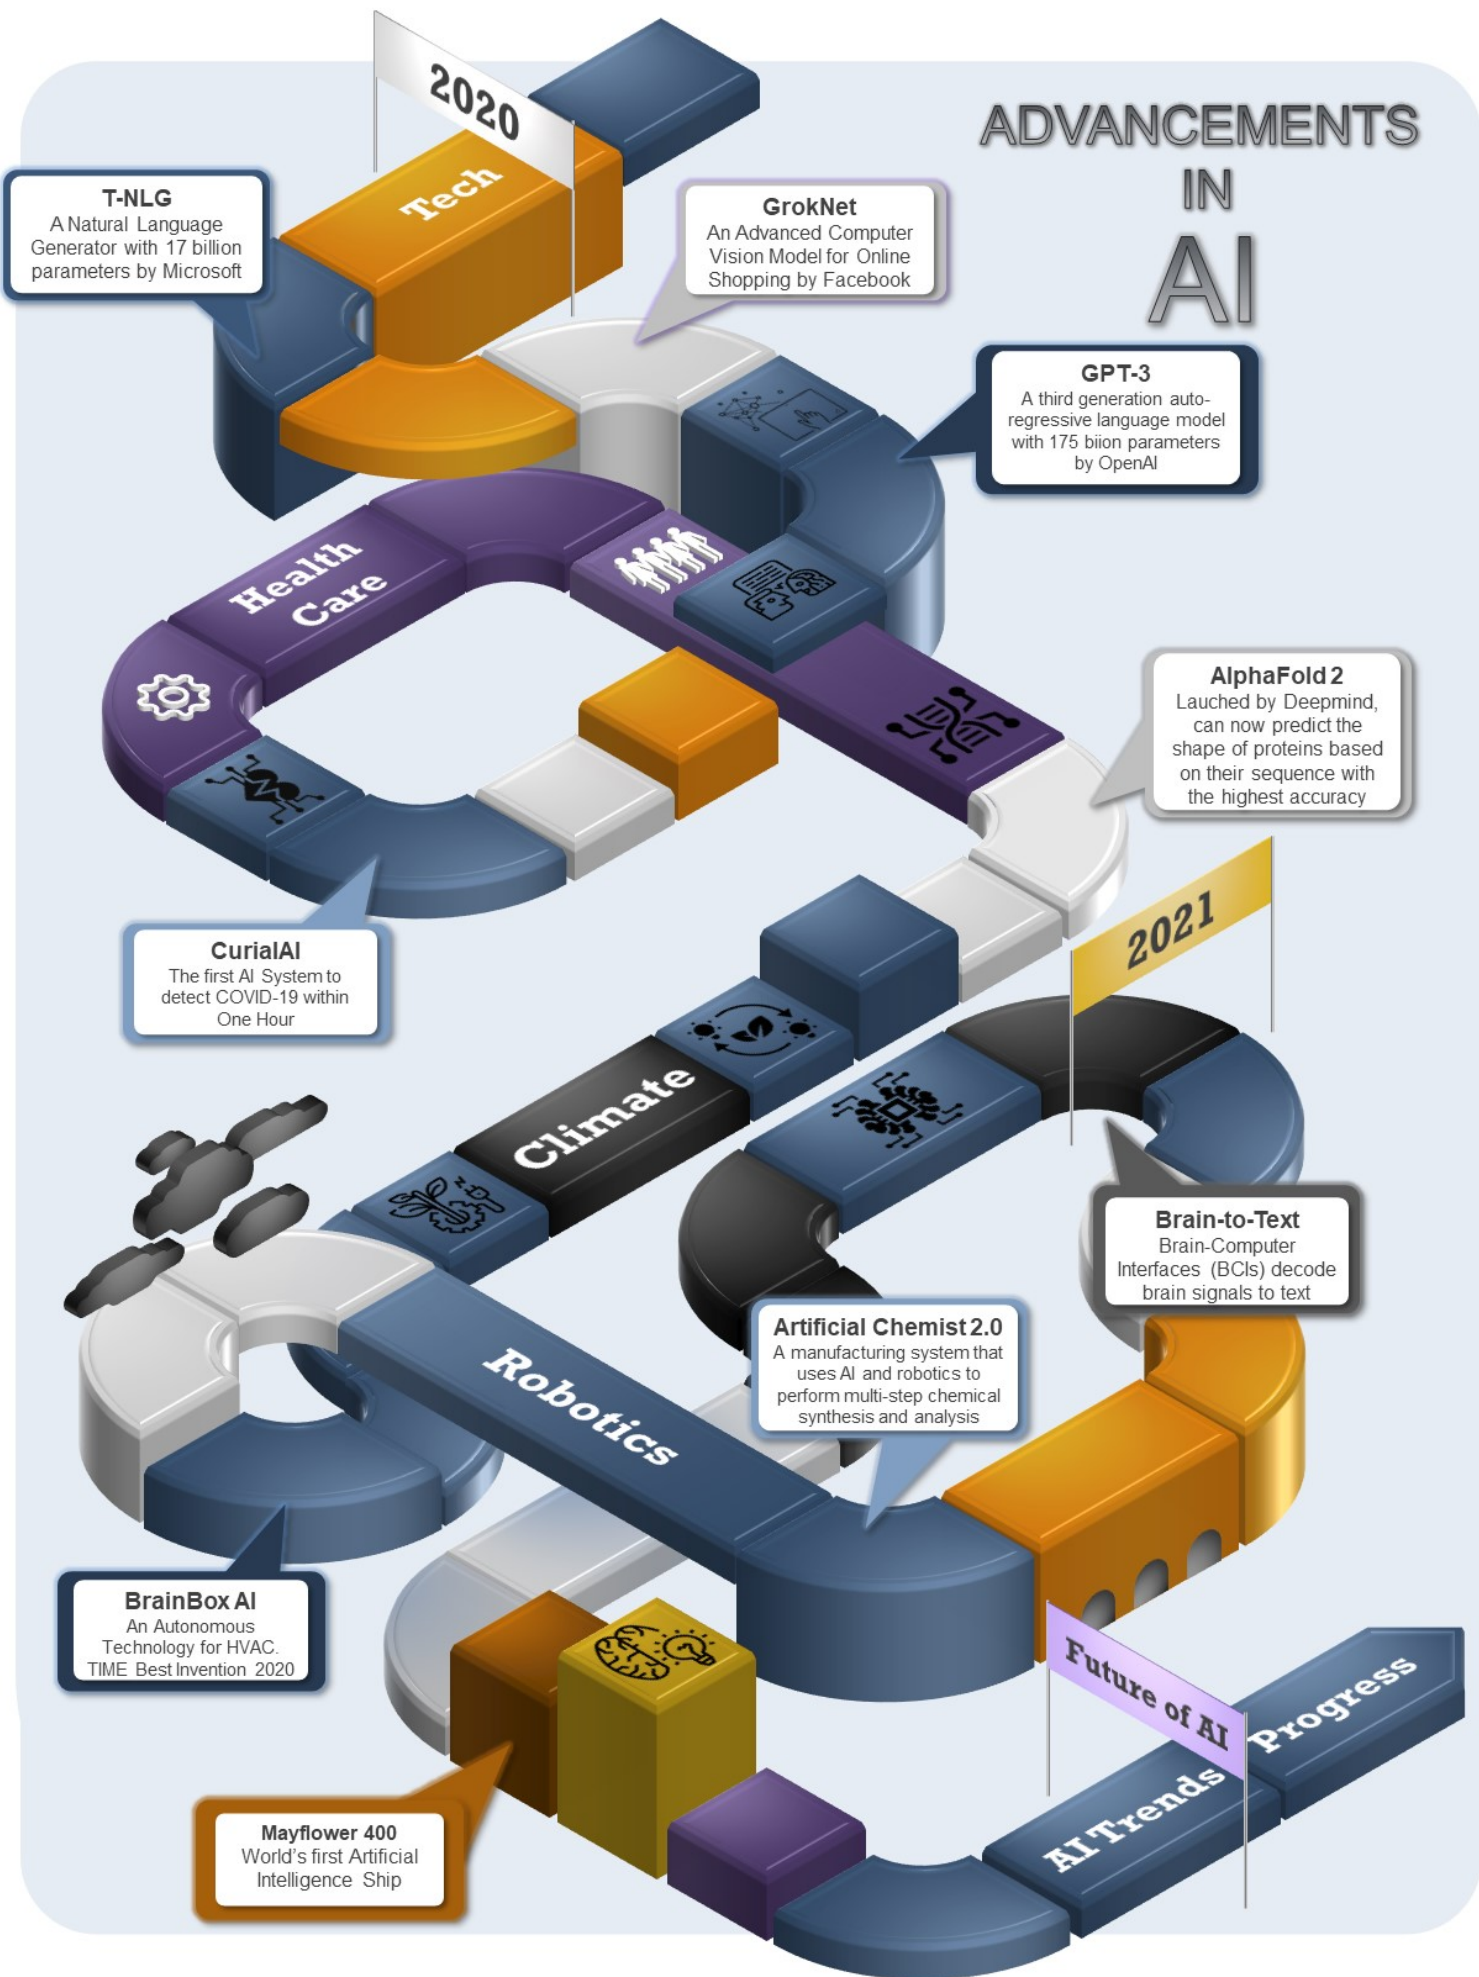 2020
ADVANCEMENTS
IN
AI
Tech
T-NLG
A Natural Language
Generator with 17 billion
parameters by Microsoft
GrokNet
An Advanced Computer
Vision Model for Online
Shopping by Facebook
GPT-3
A third generation auto-
regressive language model
with 175 biion parameters
by OpenAI
Health
Care
AlphaFold 2
Lauched by Deepmind,
can now predict the
shape of proteins based
on their sequence with
the highest accuracy
CurialAI
The first AI System to
detect COVID-19 within
One Hour
2021
Climate
Brain-to-Text
Brain-Computer
Interfaces (BCIs) decode
brain signals to text
Robotics
Artificial Chemist 2.0
A manufacturing system that
uses AI and robotics to
perform multi-step chemical
synthesis and analysis
BrainBox AI
An Autonomous
Technology for HVAC.
TIME Best Invention 2020
Future of AI
Mayflower 400
World's first Artificial
Intelligence Ship
AI Trends
Progress